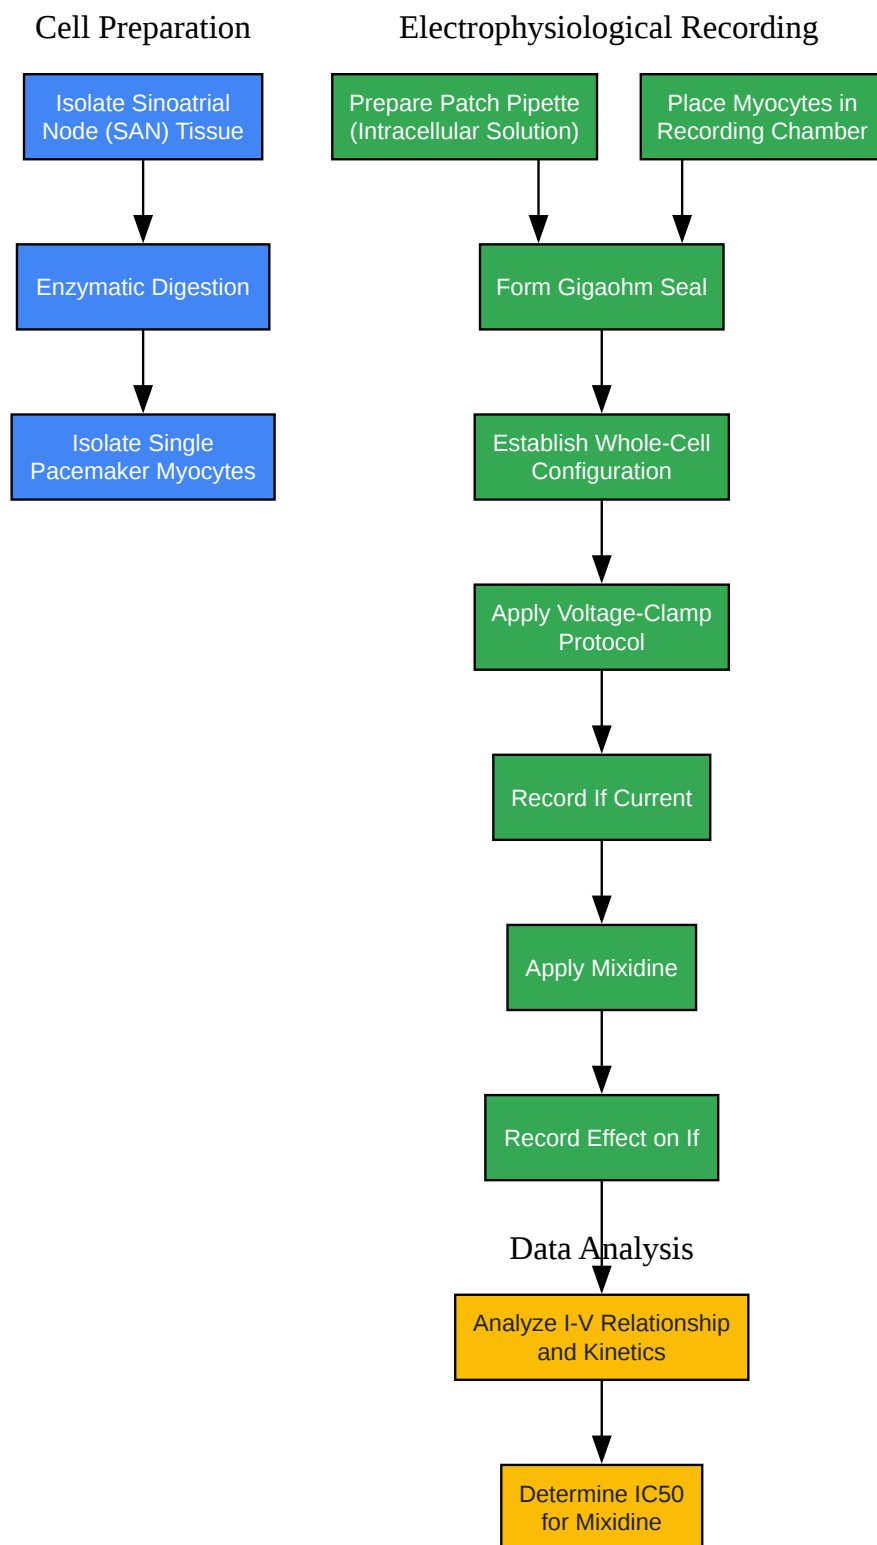 Cell Preparation
Isolate Sinoatrial
Node (SAN) Tissue
Enzymatic Digestion
Isolate Single
Pacemaker Myocytes
Electrophysiological Recording
Prepare Patch Pipette
(Intracellular Solution)
Place Myocytes in
Recording Chamber
Form Gigaohm Seal
Establish Whole-Cell
Configuration
Apply Voltage-Clamp
Protocol
Record If Current
Apply Mixidine
Record Effect on If
Data Analysis
Analyze I-V Relationship
and Kinetics
Determine IC50
for Mixidine